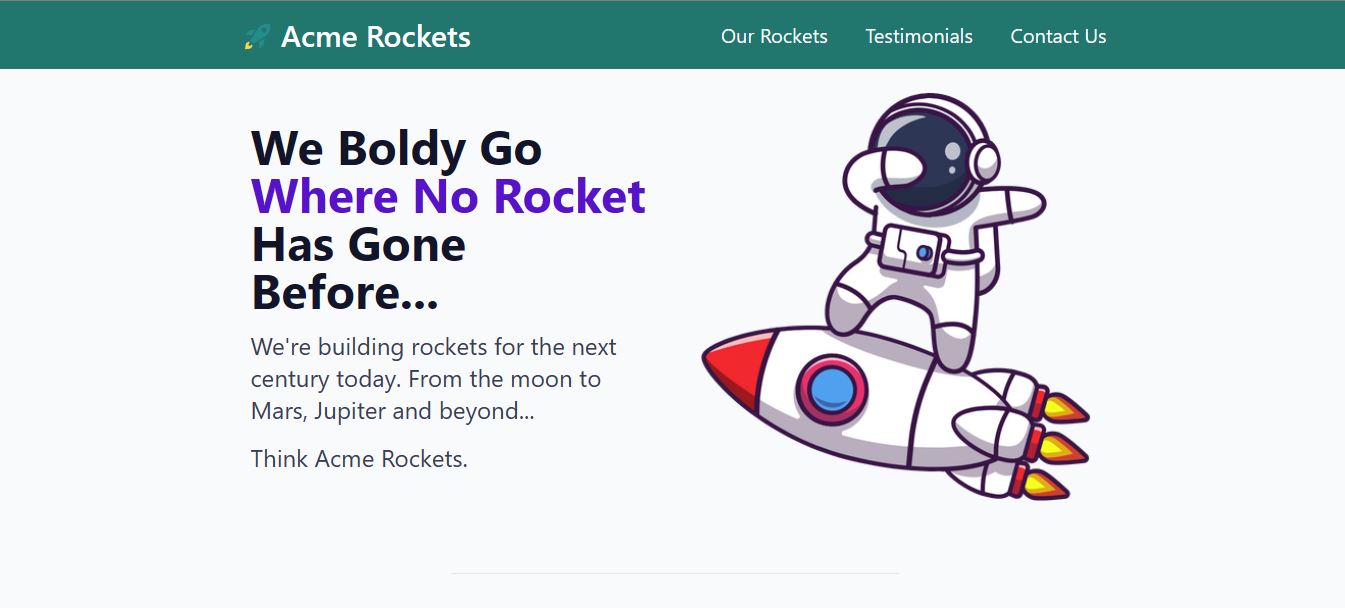 🚀 Acme Rockets
Our Rockets Testimonials Contact Us
We Boldy Go
Where No Rocket
Has Gone
Before...
We're building rockets for the next
century today. From the moon to
Mars, Jupiter and beyond...
Think Acme Rockets.